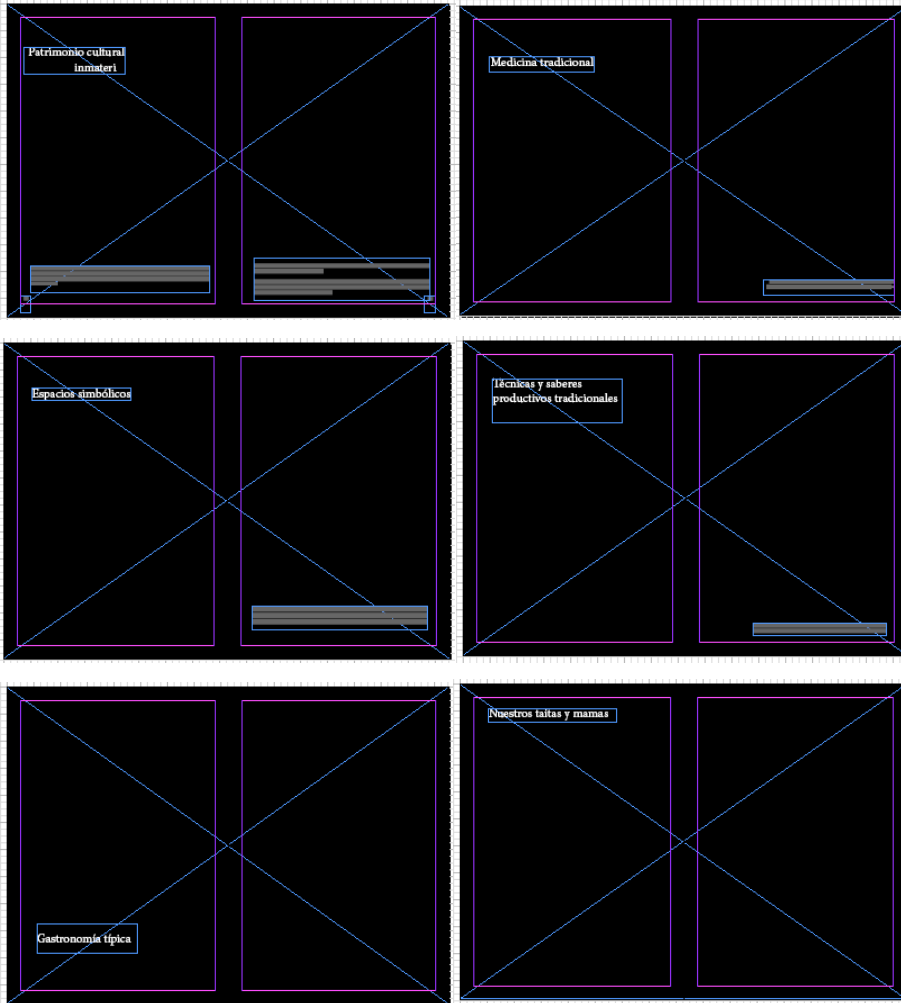 Patrimonio cultural
inmateri
Medicina tradicional
Espacios simbólicos
Técnicas y saberes
productivos tradicionales
Gastronomía típica
Nuestros taitas y mamas